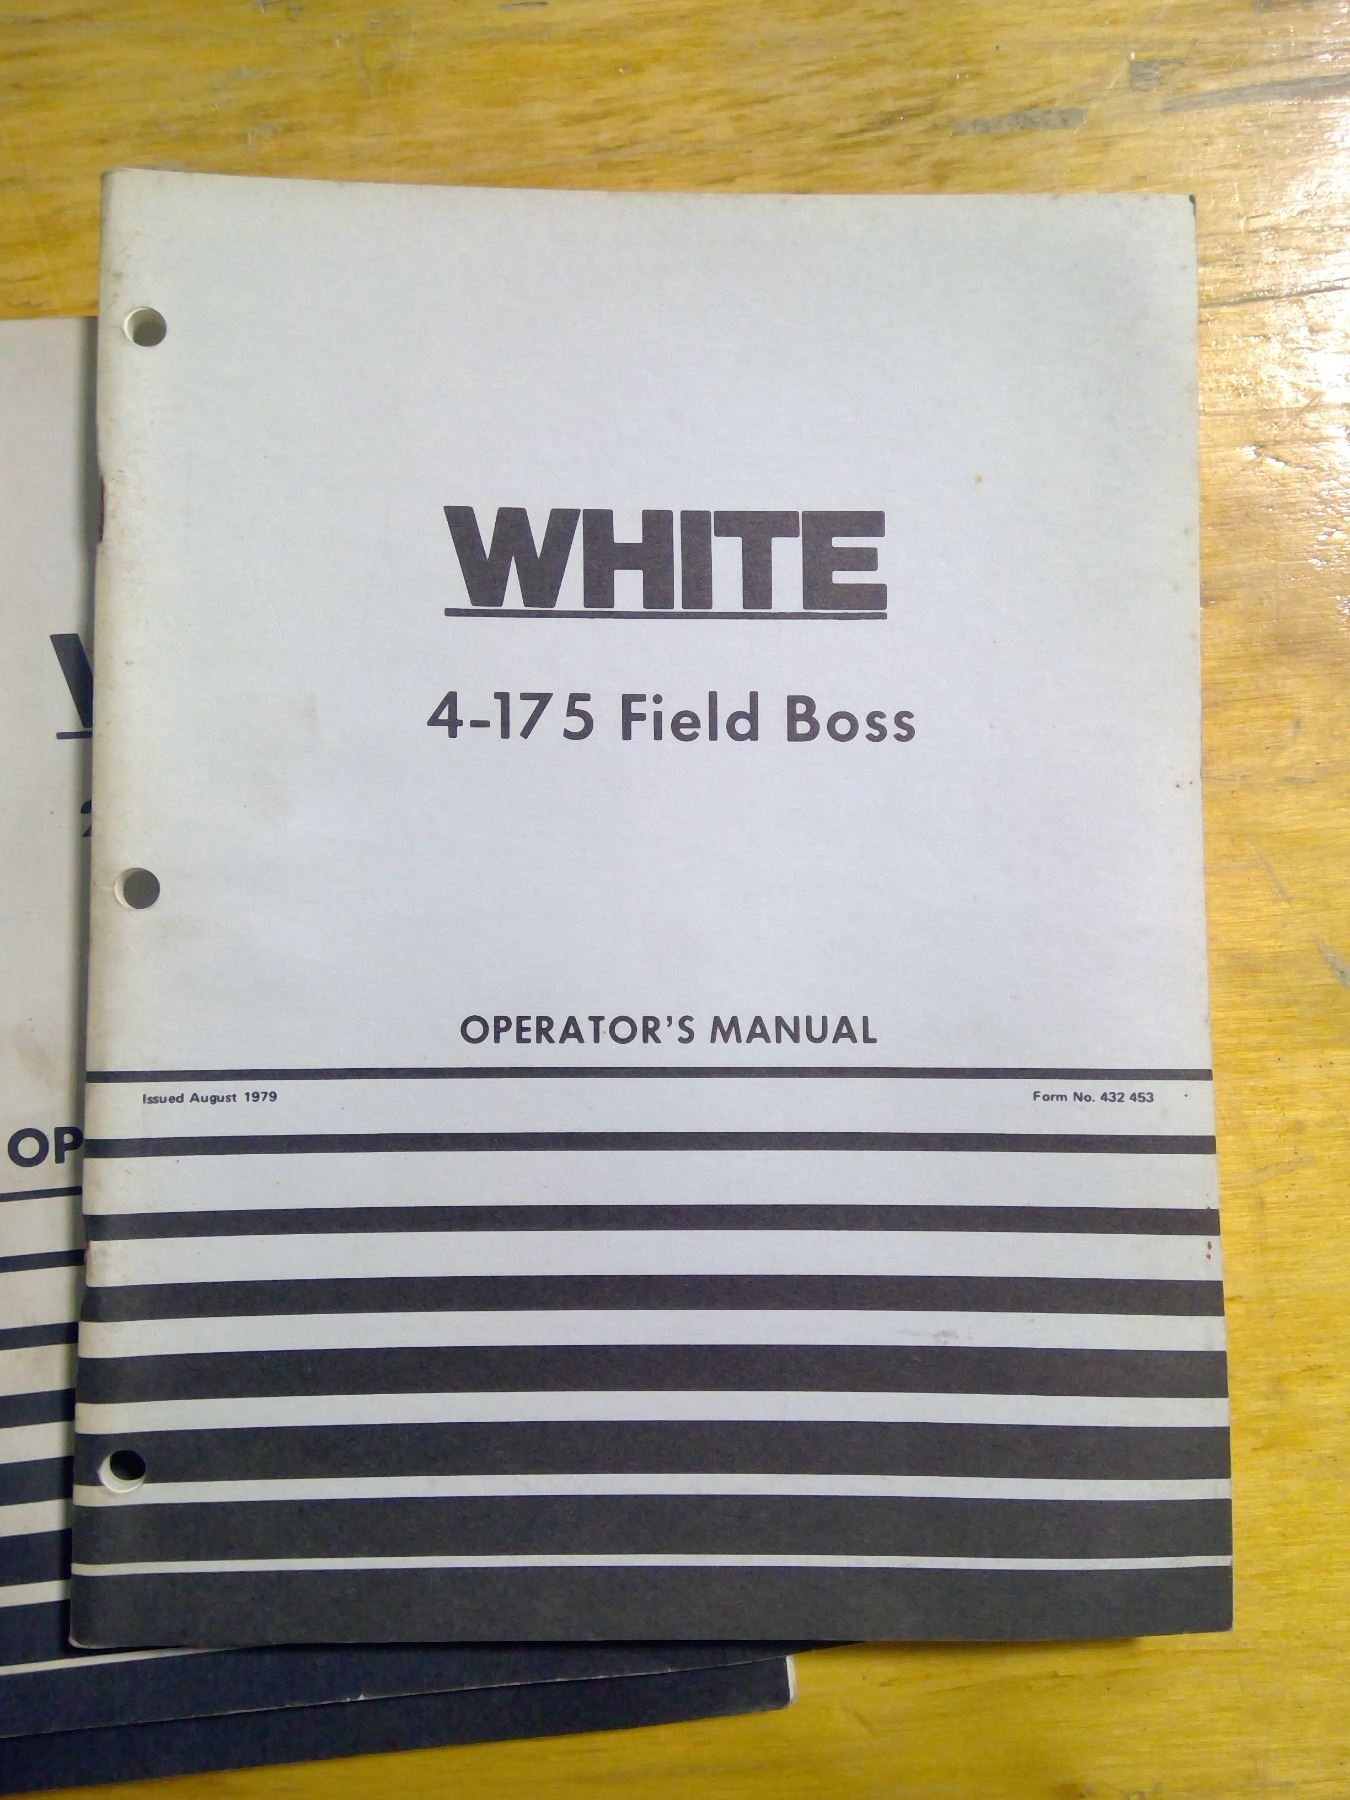 WHITE
4-175 Field Boss
OPERATOR'S MANUAL
Issued August 1979
Form No. 432 453
OP